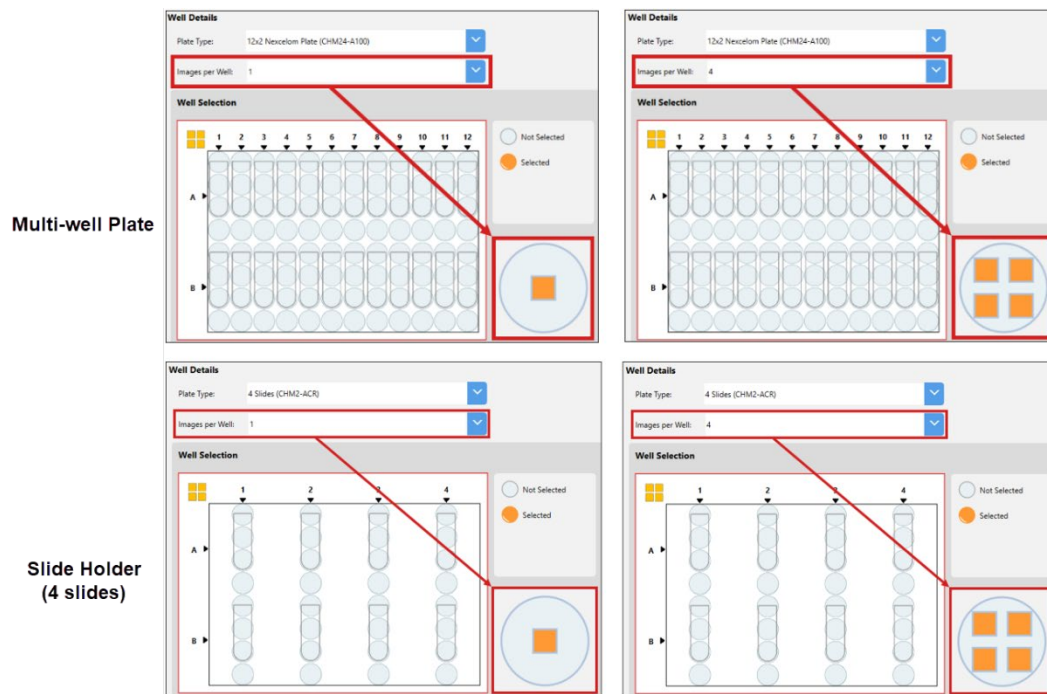 Well Details
Plate Type: 12x2 Nexcelom Plate (CHM24-A100)
Images per Well: 1
Well Selection
1 2 3 4 5 6 7 8 9 10 11 12
Not Selected
Selected
A
B
Well Details
Plate Type: 12x2 Nexcelom Plate (CHM24-A100)
Images per Well: 4
Well Selection
1 2 3 4 5 6 7 8 9 10 11 12
Not Selected
Selected
A
B
Multi-well Plate
Well Details
Plate Type: 4 Slides (CHM2-ACR)
Images per Well: 1
Well Selection
1 2 3 4
Not Selected
Selected
A
B
Well Details
Plate Type: 4 Slides (CHM2-ACR)
Images per Well: 4
Well Selection
1 2 3 4
Not Selected
Selected
A
B
Slide Holder
(4 slides)